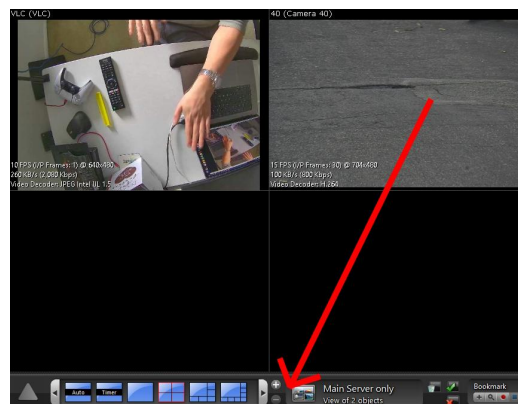 VLC (VLC)
40 (Camera 40)
10 FPS (I/P Frames: 1) @ 640x480
260 KB/s (2,080 Kbps)
Video Decoder: JPEG Intel IJL 1.5
15 FPS (I/P Frames: 30) @ 704x480
100 KB/s (800 Kbps)
Video Decoder: H.264
Auto
Timer
Main Server only
View of 2 objects
Bookmark